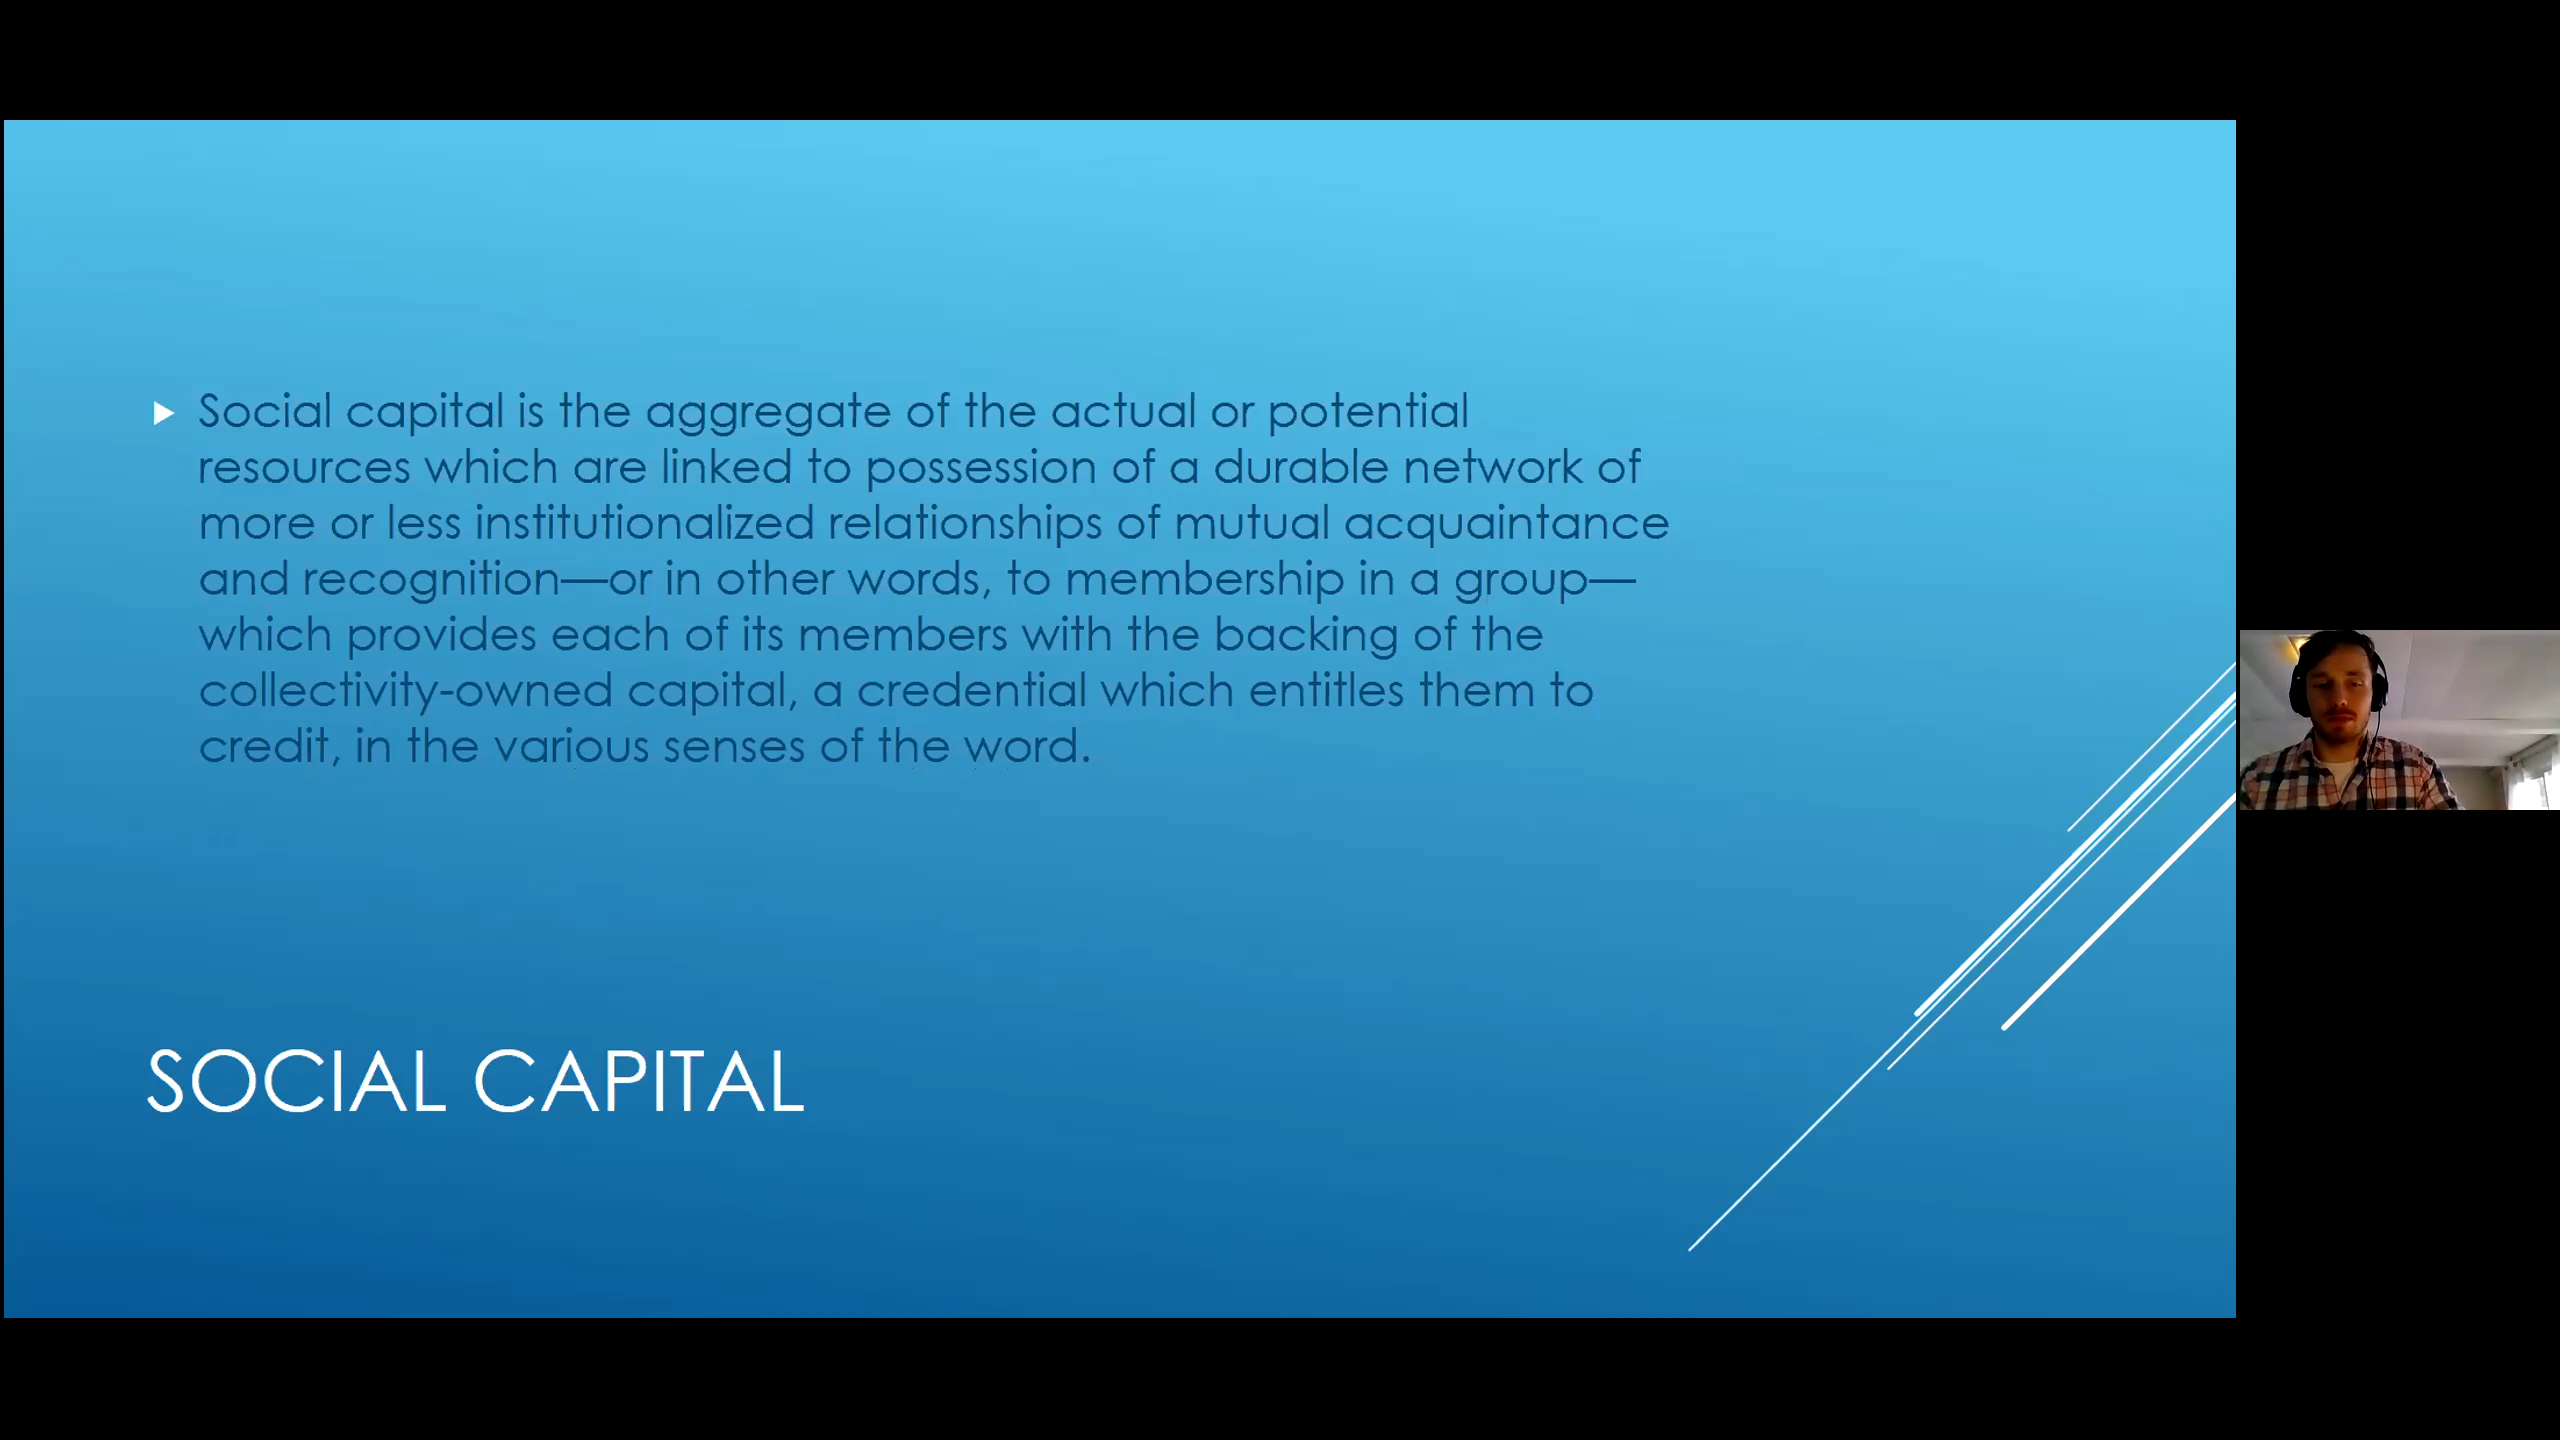 Social capital is the aggregate of the actual or potential
resources which are linked to possession of a durable network of
more or less institutionalized relationships of mutual acquaintance
and recognition—or in other words, to membership in a group—
which provides each of its members with the backing of the
collectivity-owned capital, a credential which entitles them to
credit, in the various senses of the word.
SOCIAL CAPITAL